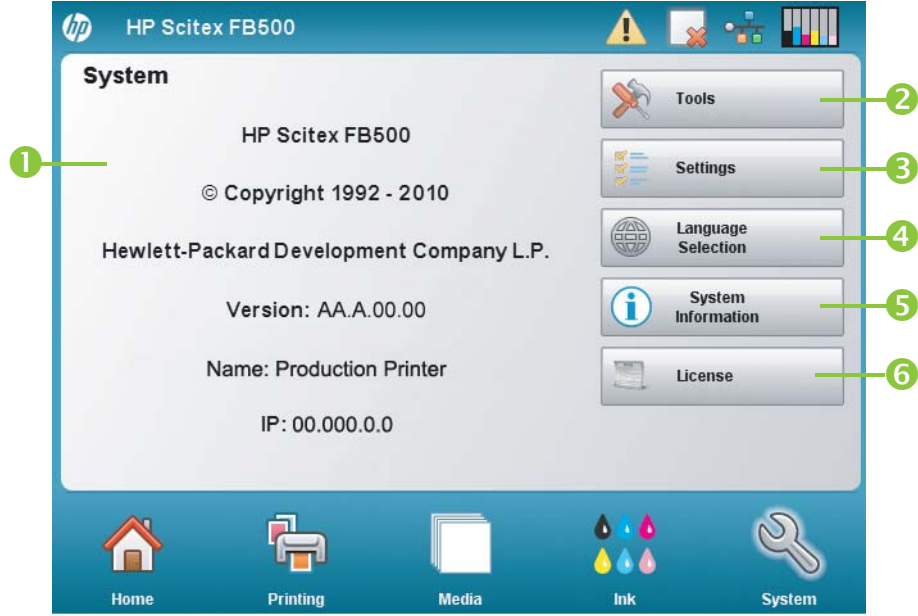 hp
HP Scitex FB500
System
HP Scitex FB500
© Copyright 1992 - 2010
Hewlett-Packard Development Company L.P.
Version: AA.A.00.00
Name: Production Printer
IP: 00.000.0.0
1
Tools
2
Settings
3
Language
Selection
4
System
Information
5
License
6
Home
Printing
Media
Ink
System